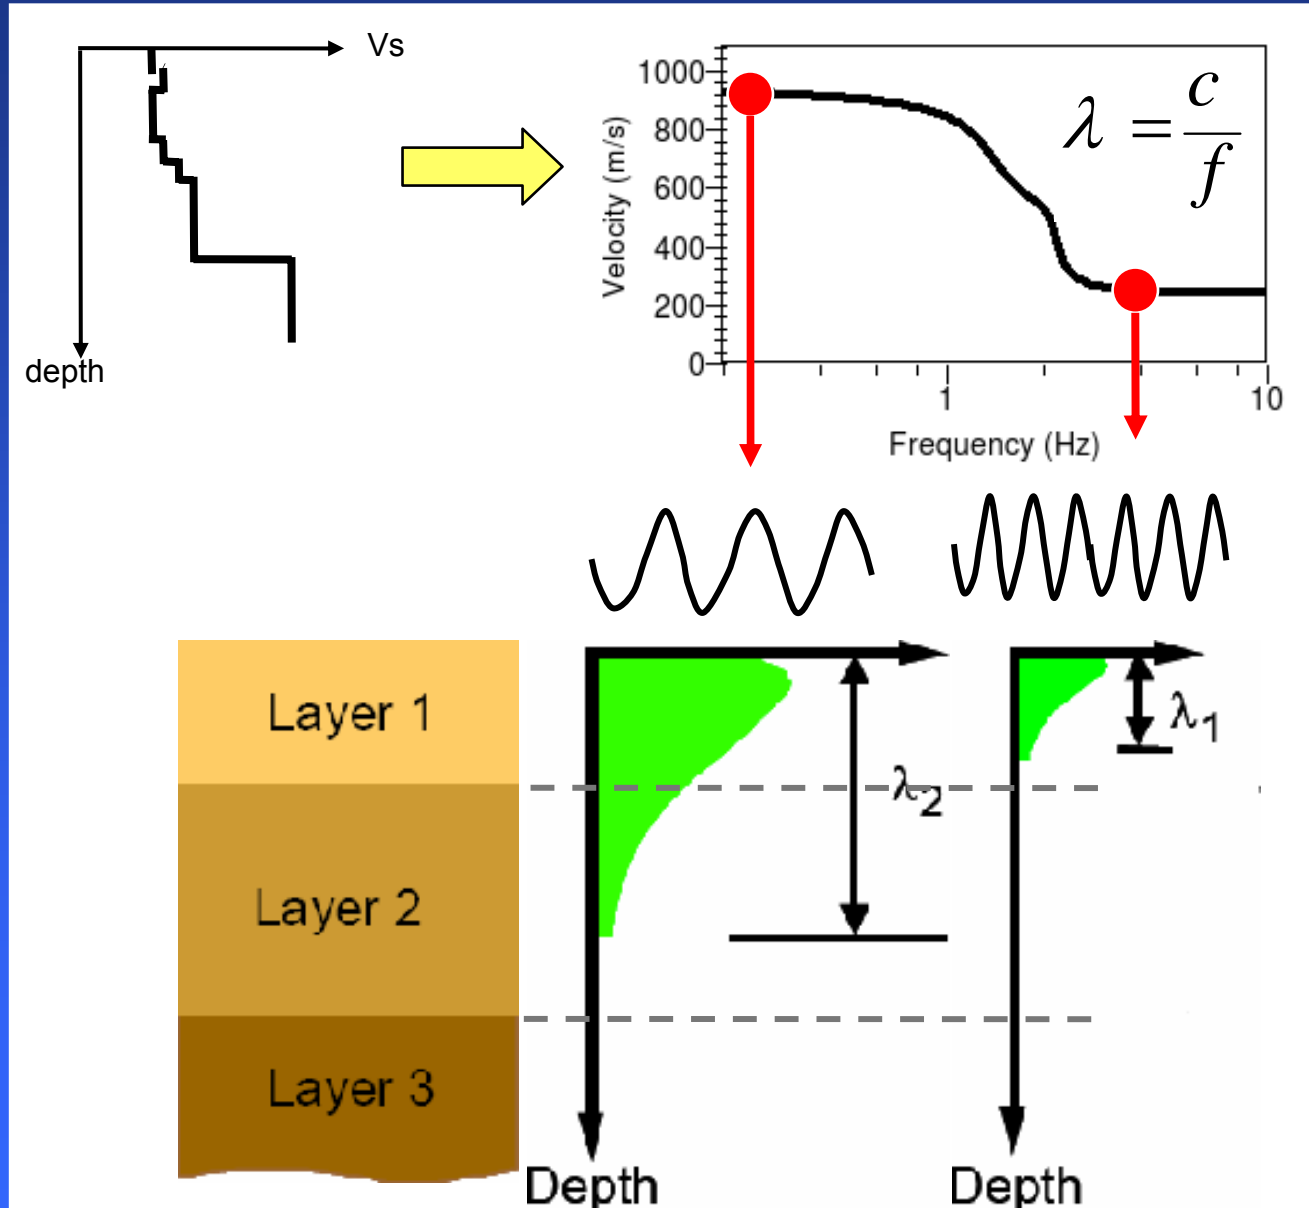 Vs
depth
1000
800
600
400
200
0
Velocity (m/s)
λ = c/f
1
10
Frequency (Hz)
Layer 1
Layer 2
Layer 3
λ2
λ1
Depth
Depth